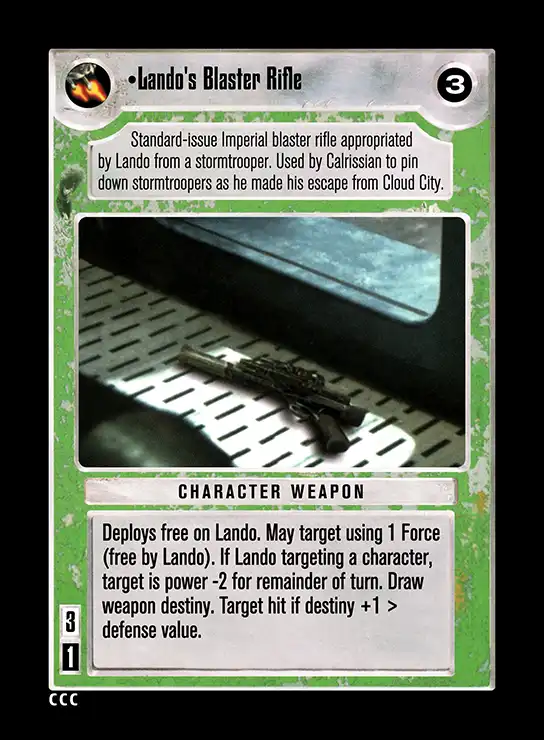 •Lando's Blaster Rifle
3
Standard-issue Imperial blaster rifle appropriated
by Lando from a stormtrooper. Used by Calrissian to pin
down stormtroopers as he made his escape from Cloud City.
CHARACTER WEAPON
Deploys free on Lando. May target using 1 Force
(free by Lando). If Lando targeting a character,
target is power -2 for remainder of turn. Draw
weapon destiny. Target hit if destiny +1 >
defense value.
3
1
CCC